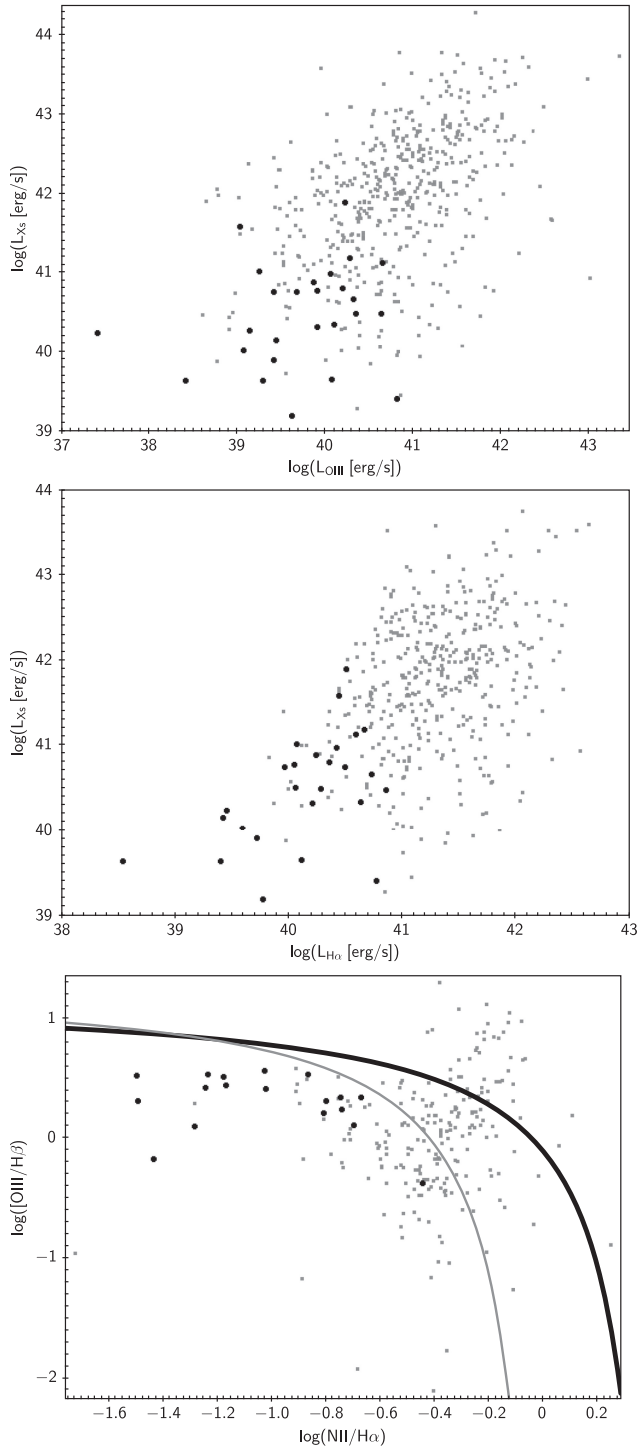 44
43
42
41
40
39
log(L_Xs [erg/s])
37 38 39 40 41 42 43
log(L_OIII [erg/s])
44
43
42
41
40
39
log(L_Xs [erg/s])
38 39 40 41 42 43
log(L_Hα [erg/s])
1
0
−1
−2
log([OIII/Hβ)
−1.6 −1.4 −1.2 −1.0 −0.8 −0.6 −0.4 −0.2 0 0.2
log(NII/Hα)